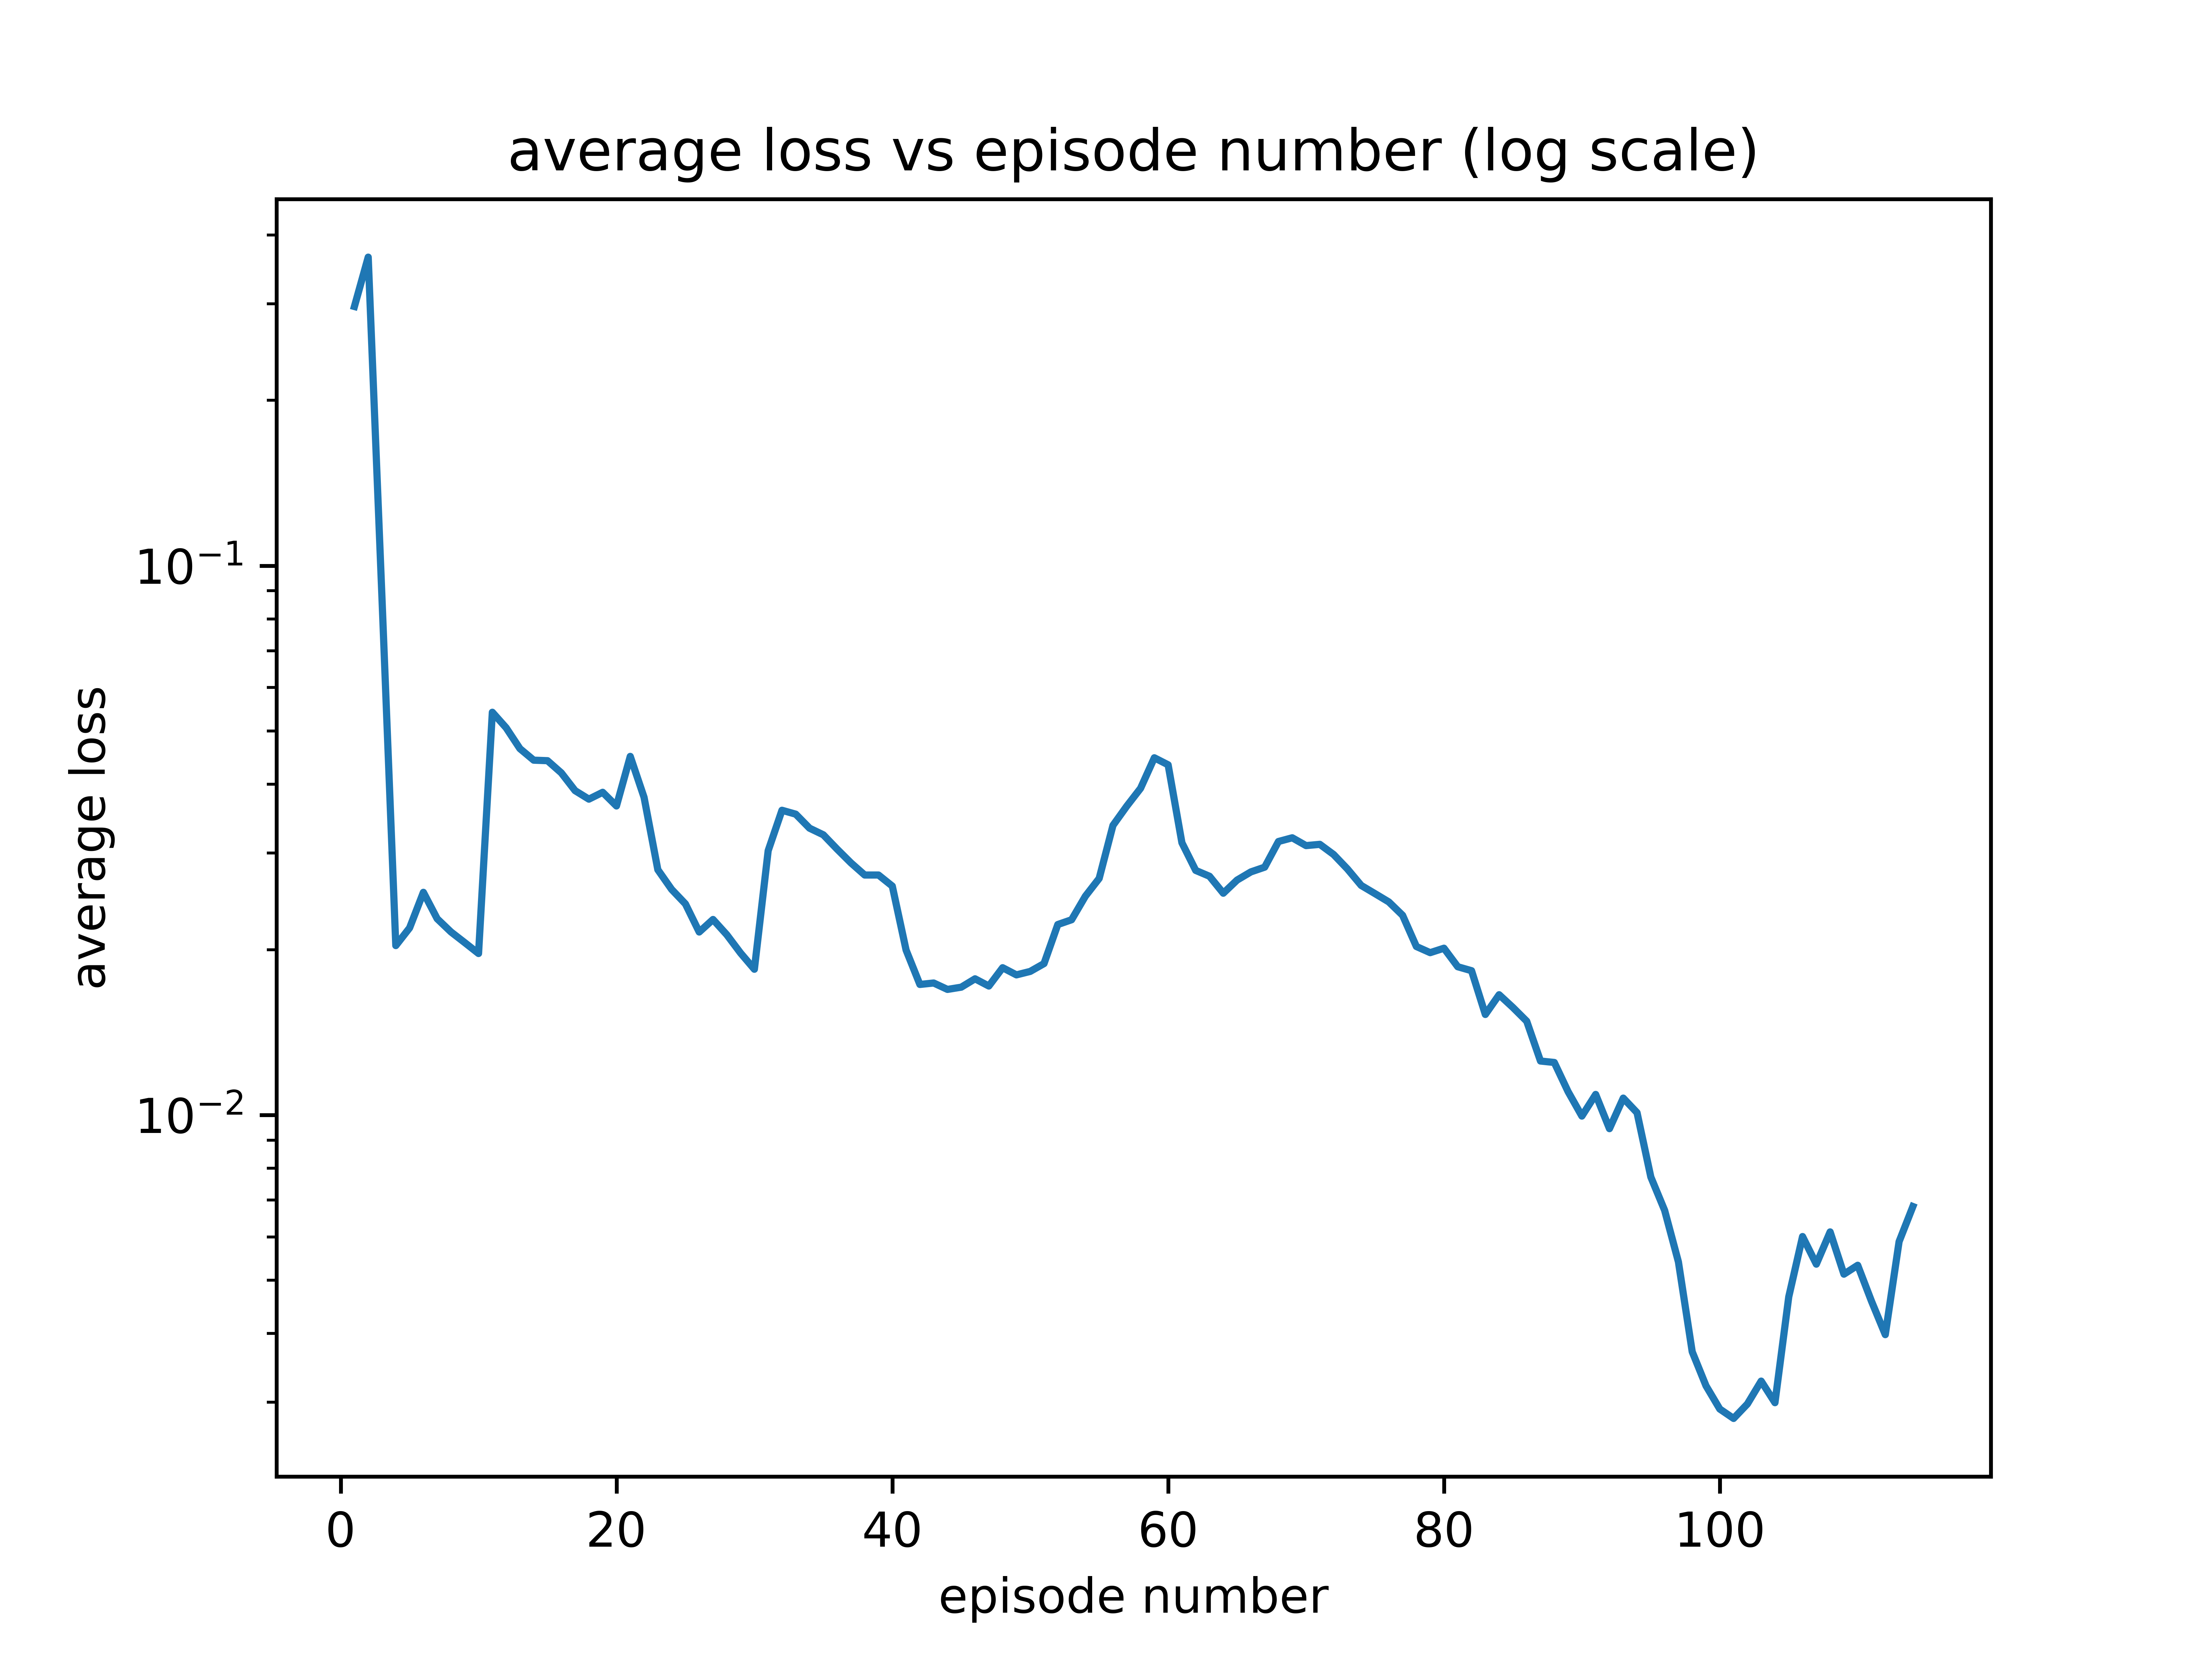 average loss vs episode number (log scale)
average loss
10⁻¹
10⁻²
0 20 40 60 80 100
episode number